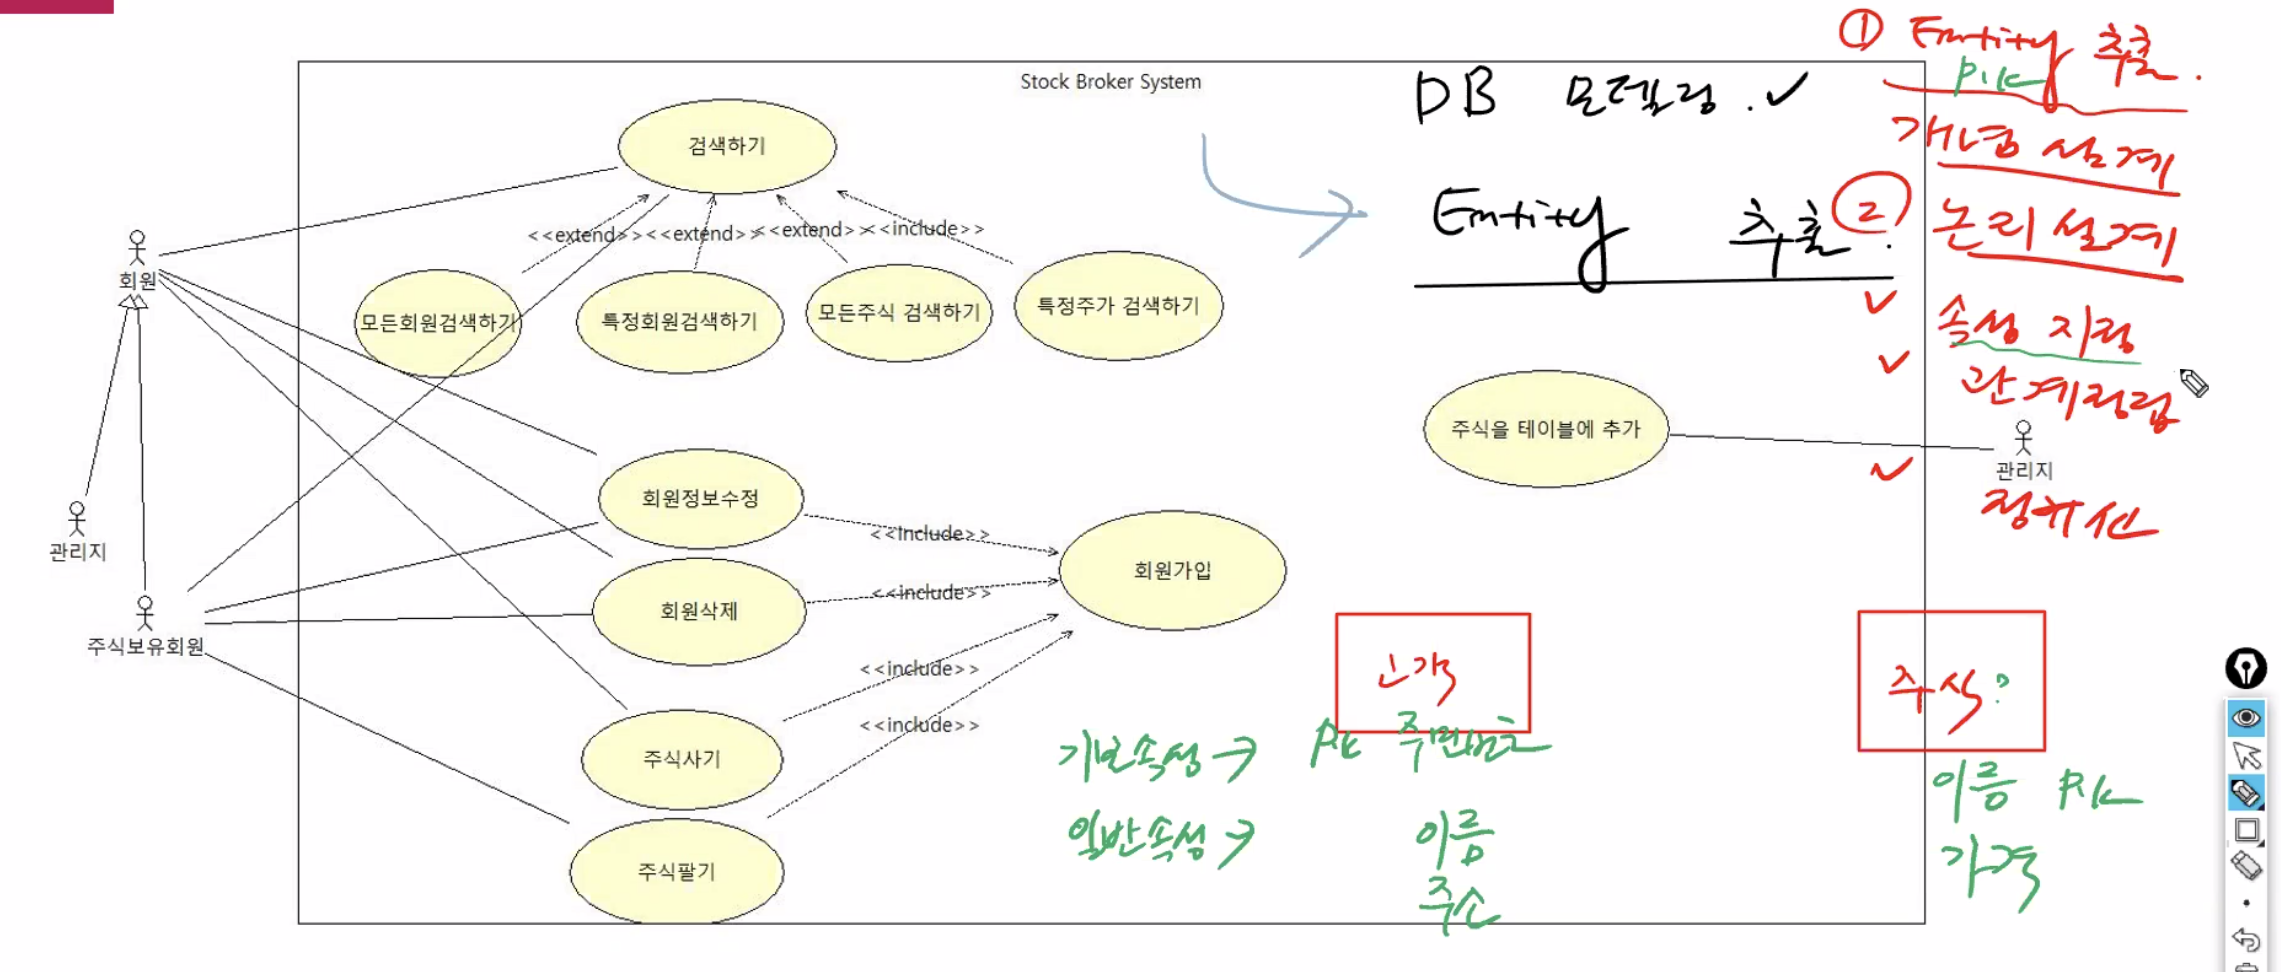 ① Entity 추출.
PK
Stock Broker System
DB 모델링.
개념 설계
검색하기
Entity 추출.
② 논리 설계
<<extend>>
<<extend>>
<<extend>>
<<include>>
회원
모든회원검색하기
특정회원검색하기
모든주식 검색하기
특정주가 검색하기
속성 지정
관계정립
주식을 테이블에 추가
관리지
정규화
회원정보수정
<<include>>
관리지
회원가입
<<include>>
회원삭제
주식보유회원
<<include>>
고객
주식
<<include>>
주식사기
기본속성→ PK 주민번호
이름 PK
일반속성→ 이름
가격
주식팔기
주소